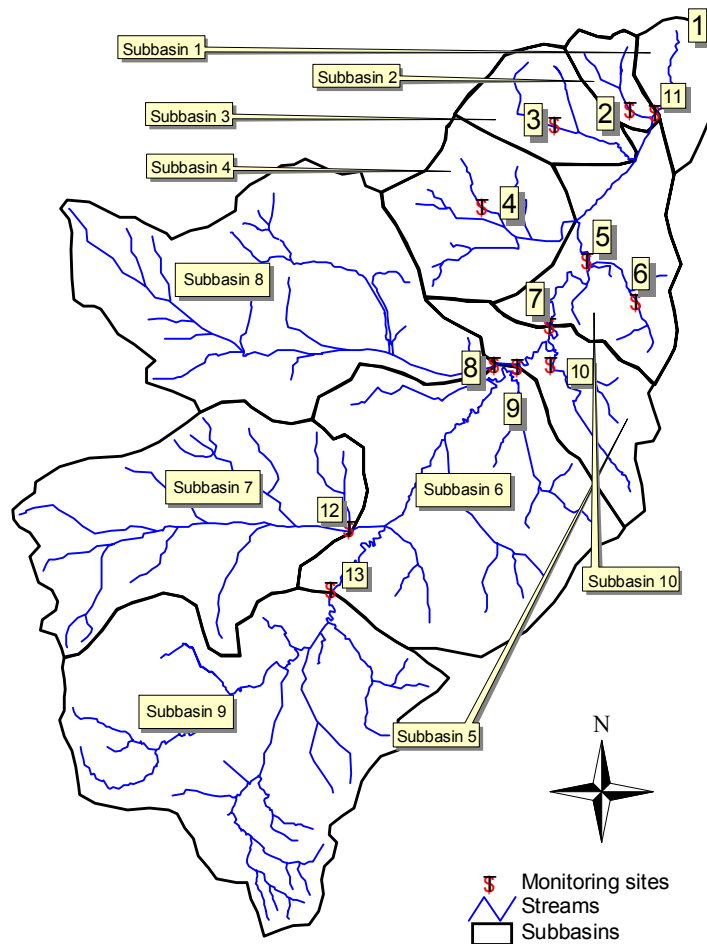 1
Subbasin 1
Subbasin 2
11
2
Subbasin 3
3
Subbasin 4
4
5
Subbasin 8
6
7
8
10
9
Subbasin 7
Subbasin 6
12
13
Subbasin 10
Subbasin 9
Subbasin 5
N
Monitoring sites
Streams
Subbasins